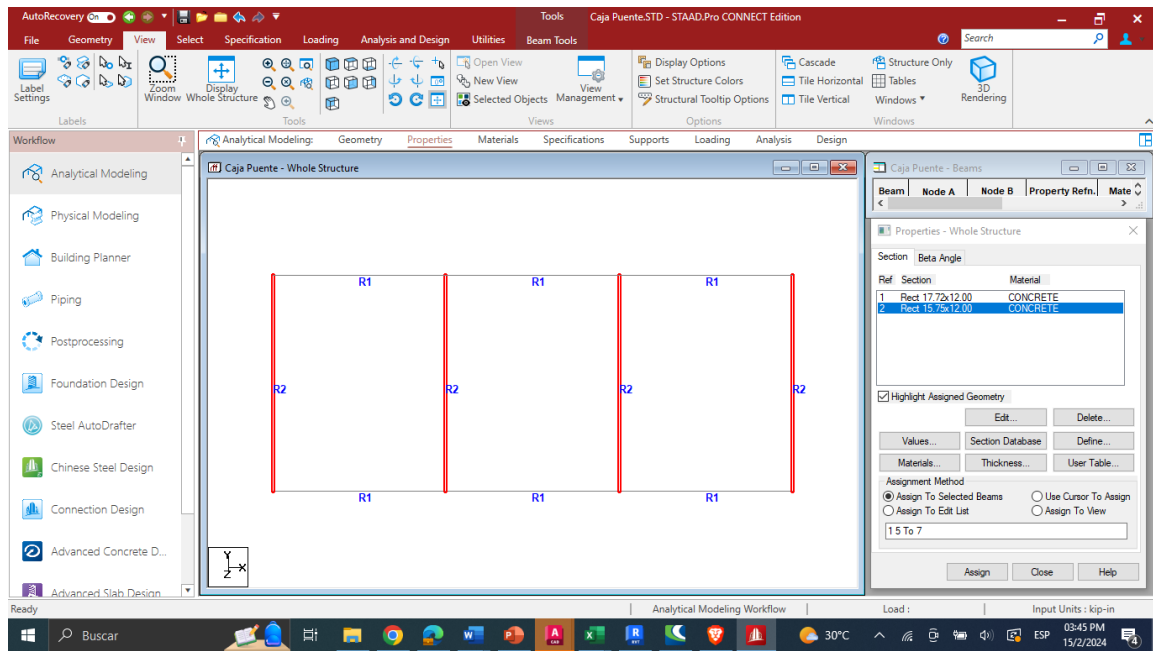 AutoRecovery On Tools Caja Puente.STD - STAAD.Pro CONNECT Edition
File Geometry View Select Specification Loading Analysis and Design Utilities Beam Tools Search
Label Settings
Labels
Zoom Window
Display Whole Structure
Tools
Open View
New View
Selected Objects
View Management
Views
Display Options
Set Structure Colors
Structural Tooltip Options
Options
Cascade
Tile Horizontal
Tile Vertical
Structure Only
Tables
Windows
3D Rendering
Windows
Workflow
Analytical Modeling: Geometry Properties Materials Specifications Supports Loading Analysis Design
Analytical Modeling
Physical Modeling
Building Planner
Piping
Postprocessing
Foundation Design
Steel AutoDrafter
Chinese Steel Design
Connection Design
Advanced Concrete D...
Advanced Slab Design
Caja Puente - Whole Structure
R1 R1 R1
R2 R2 R2 R2
R1 R1 R1
Y
X
Z
Caja Puente - Beams
Beam Node A Node B Property Refn. Mate
Properties - Whole Structure
Section Beta Angle
Ref Section Material
1 Rect 17.72x12.00 CONCRETE
2 Rect 15.75x12.00 CONCRETE
Highlight Assigned Geometry
Edit... Delete...
Values... Section Database Define...
Materials... Thickness... User Table...
Assignment Method
Assign To Selected Beams Use Cursor To Assign
Assign To Edit List Assign To View
1 5 To 7
Assign Close Help
Ready Analytical Modeling Workflow Load : Input Units : kip-in
Buscar 30°C ESP 03:45 PM
15/2/2024 4